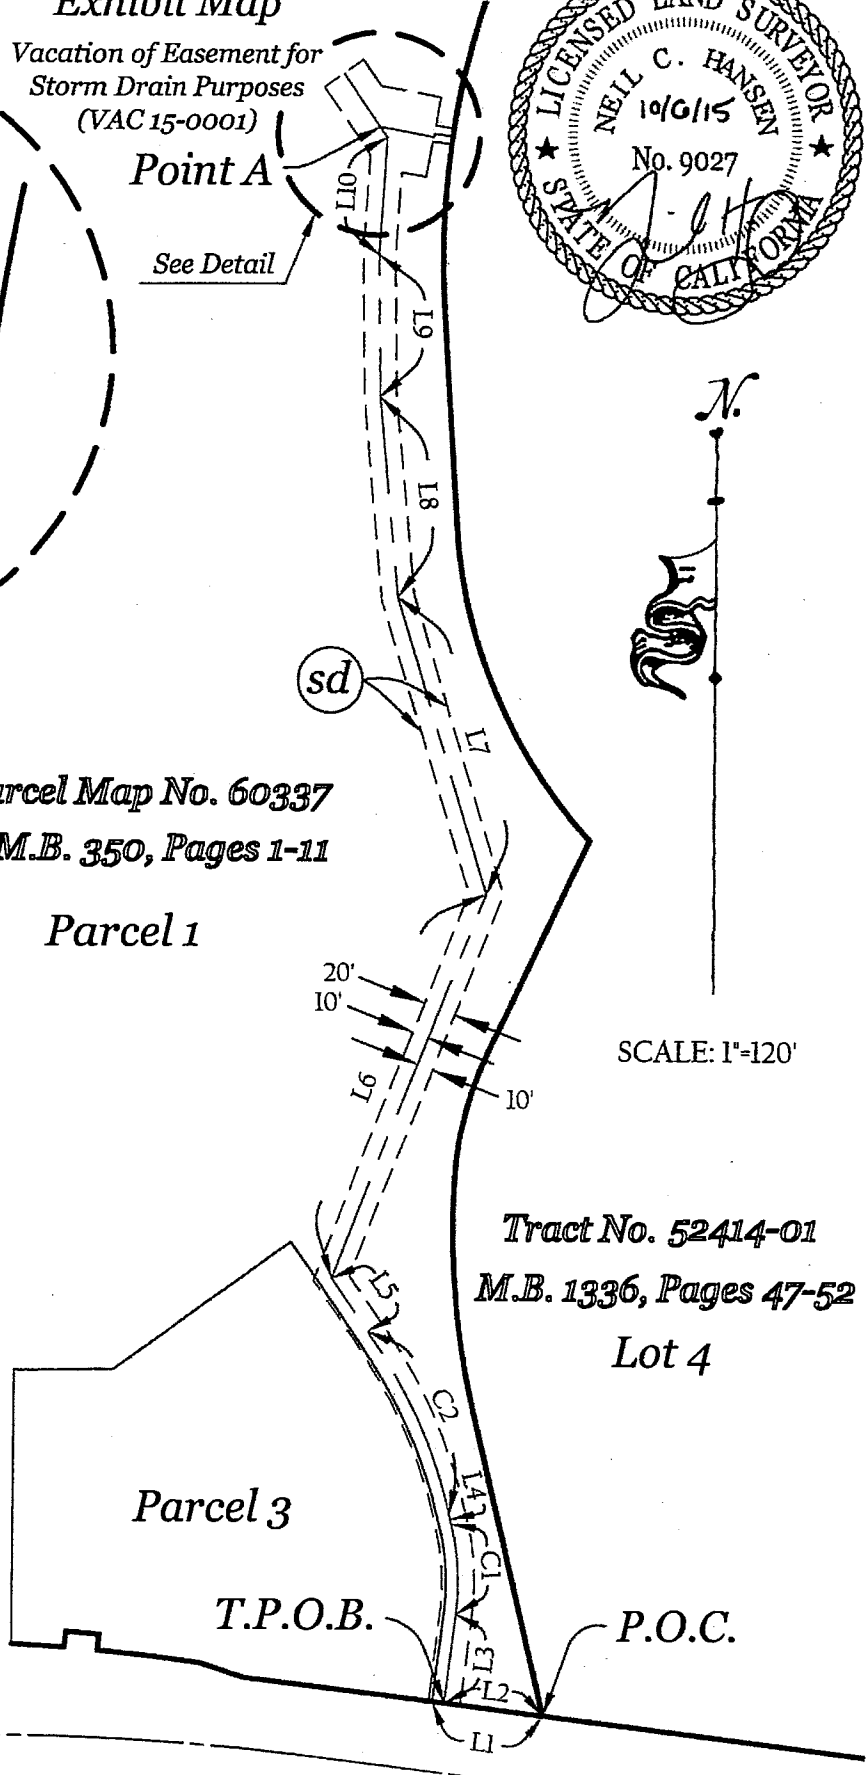 Exhibit Map
Vacation of Easement for
Storm Drain Purposes
(VAC 15-0001)
LICENSED LAND SURVEYOR
NEIL C. HANSEN
10/6/15
No. 9027
STATE OF CALIFORNIA
Point A
L10
See Detail
L9
N.
L8
sd
L7
arcel Map No. 60337
M.B. 350, Pages 1-11
Parcel 1
20'
10'
SCALE: 1"=120'
L6
10'
Tract No. 52414-01
M.B. 1336, Pages 47-52
Lot 4
L5
C2
L4
Parcel 3
C1
T.P.O.B.
P.O.C.
L3
L2
L1